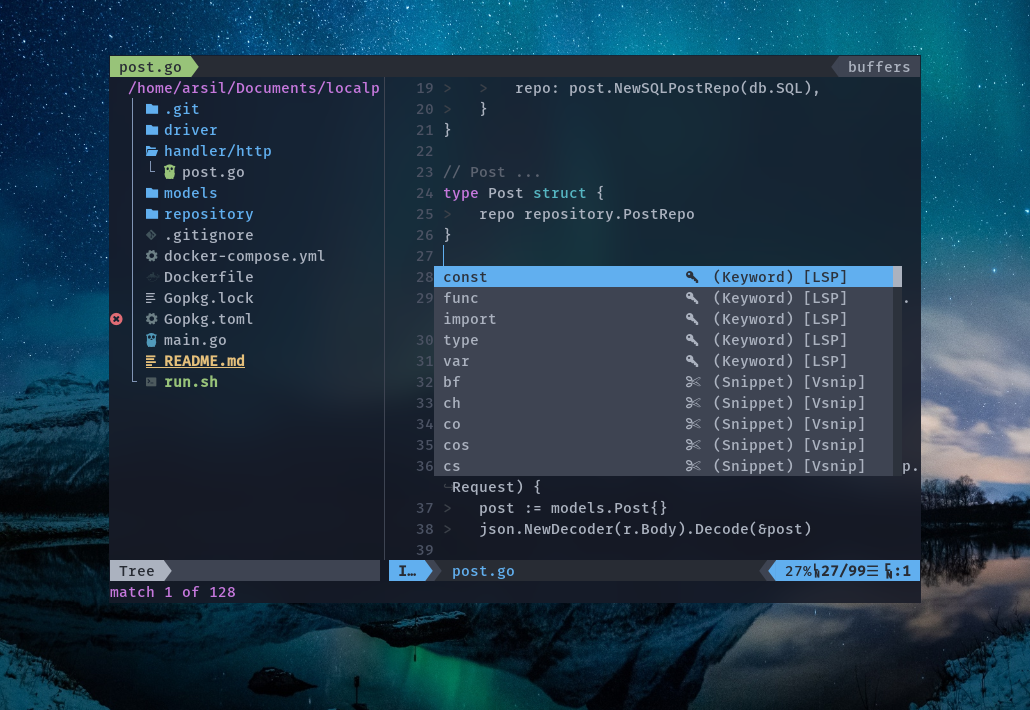 post.go
buffers
/home/arsil/Documents/localp
.git
driver
handler/http
post.go
models
repository
.gitignore
docker-compose.yml
Dockerfile
Gopkg.lock
Gopkg.toml
main.go
README.md
run.sh
19 > > repo: post.NewSQLPostRepo(db.SQL),
20 > }
21 }
22
23 // Post ...
24 type Post struct {
25 > repo repository.PostRepo
26 }
27
28 const (Keyword) [LSP]
29 func (Keyword) [LSP] .
import (Keyword) [LSP]
30 type (Keyword) [LSP]
31 var (Keyword) [LSP]
32 bf (Snippet) [Vsnip]
33 ch (Snippet) [Vsnip]
34 co (Snippet) [Vsnip]
35 cos (Snippet) [Vsnip]
36 cs (Snippet) [Vsnip] p.
Request) {
37 > post := models.Post{}
38 > json.NewDecoder(r.Body).Decode(&post)
39
Tree
I… post.go 27% 27/99☰ :1
match 1 of 128